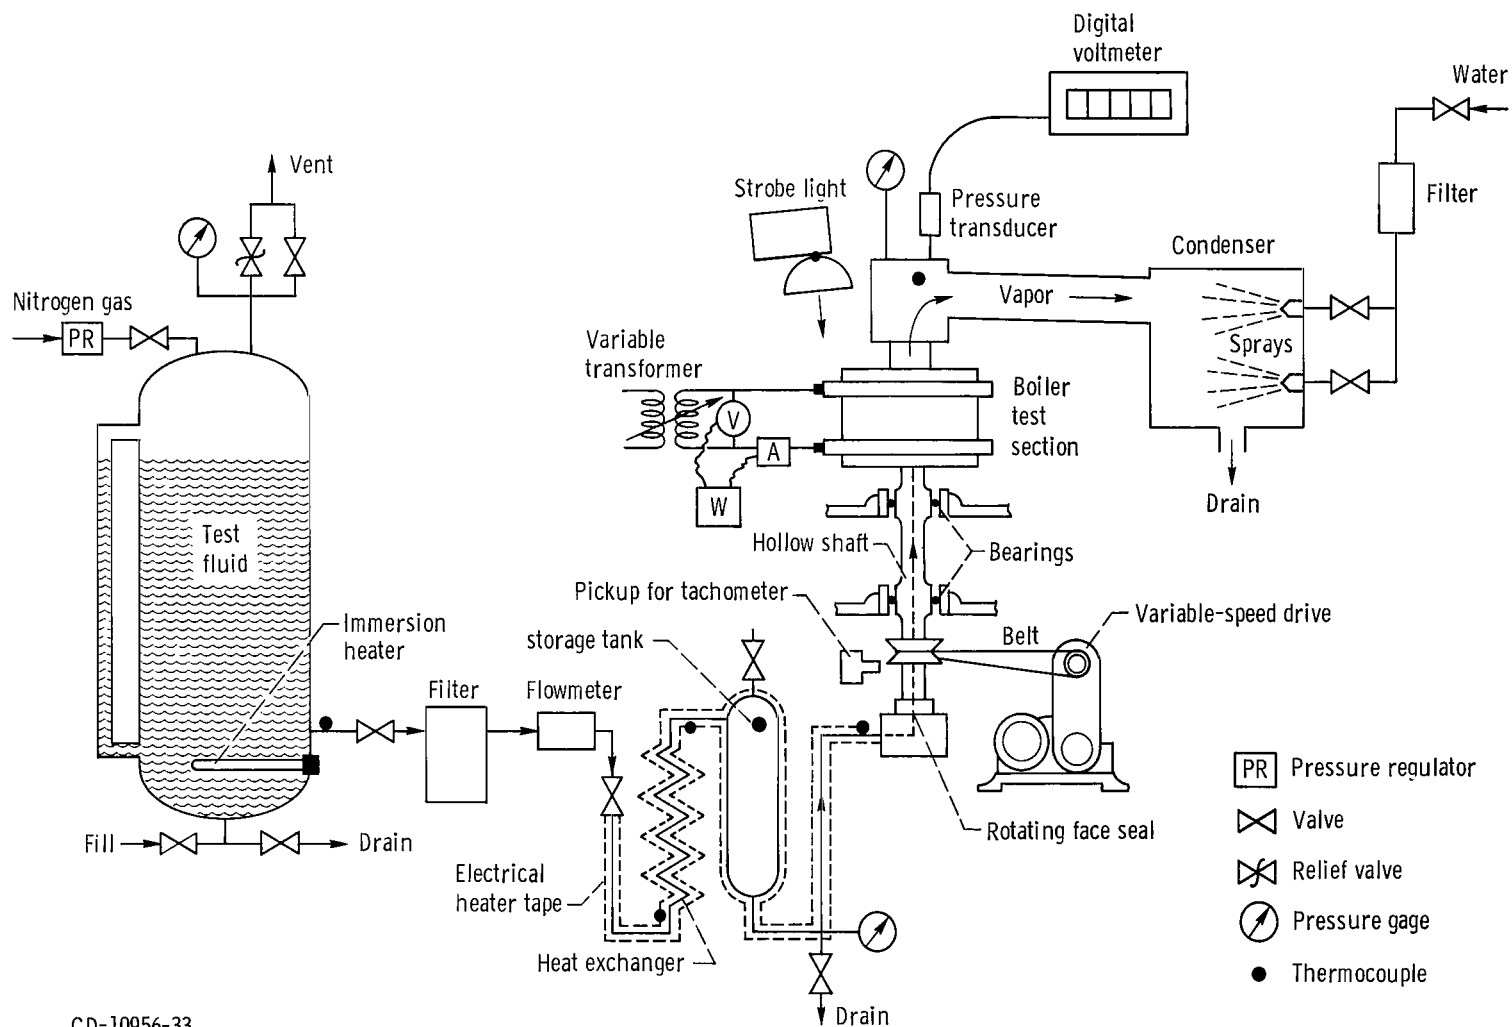 Digital
voltmeter
Water
Vent
Strobe light
Pressure
transducer
Filter
Condenser
Nitrogen gas
PR
Vapor
Variable
transformer
Sprays
Boiler
test
section
V
A
W
Drain
Test
fluid
Hollow shaft
Bearings
Pickup for tachometer
Immersion
heater
storage tank
Belt
Variable-speed drive
Filter
Flowmeter
PR Pressure regulator
Valve
Rotating face seal
Fill
Drain
Electrical
heater tape
Relief valve
Pressure gage
Heat exchanger
Thermocouple
Drain
CD-10956-33